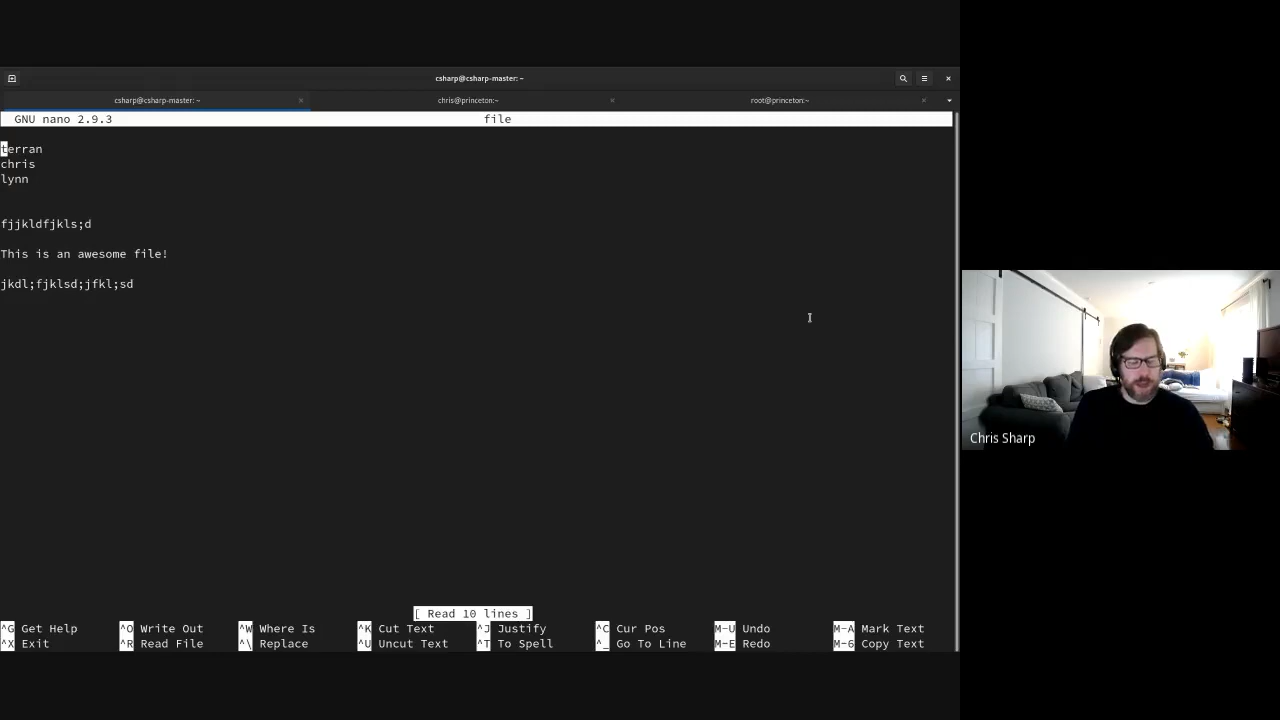 csharp@csharp-master: ~
csharp@csharp-master: ~
chris@princeton:~
root@princeton:~
GNU nano 2.9.3 file
terran
chris
lynn
fjjkldfjkls;d
This is an awesome file!
jkdl;fjklsd;jfkl;sd
[ Read 10 lines ]
^G Get Help ^O Write Out ^W Where Is ^K Cut Text ^J Justify ^C Cur Pos M-U Undo M-A Mark Text
^X Exit ^R Read File ^\ Replace ^U Uncut Text ^T To Spell ^_ Go To Line M-E Redo M-6 Copy Text
Chris Sharp